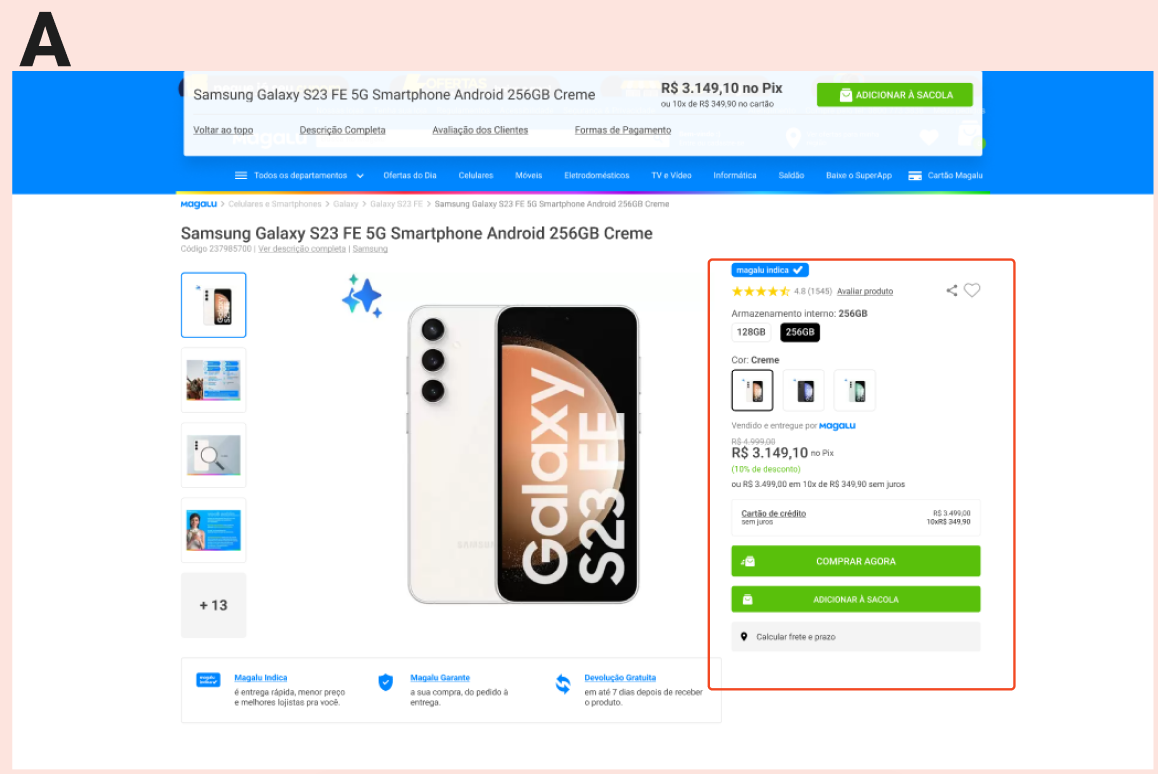 A
Samsung Galaxy S23 FE 5G Smartphone Android 256GB Creme
R$ 3.149,10 no Pix
ou 10x de R$ 349,90 no cartão
ADICIONAR À SACOLA
Voltar ao topo
Descrição Completa
Avaliação dos Clientes
Formas de Pagamento
OFERTAS
Magalu
Todos os departamentos
Ofertas do Dia
Celulares
Móveis
Eletrodomésticos
TV e Vídeo
Informática
Saldão
Baixe o SuperApp
Cartão Magalu
Magalu > Celulares e Smartphones > Galaxy > Galaxy S23 FE > Samsung Galaxy S23 FE 5G Smartphone Android 256GB Creme
Samsung Galaxy S23 FE 5G Smartphone Android 256GB Creme
Código 237985700 | Ver descrição completa | Samsung
+ 13
SAMSUNG
Galaxy
S23 FE
magalu indica
4.8 (1545) Avaliar produto
Armazenamento interno: 256GB
128GB
256GB
Cor: Creme
Vendido e entregue por Magalu
R$ 4.999,00
R$ 3.149,10 no Pix
(10% de desconto)
ou R$ 3.499,00 em 10x de R$ 349,90 sem juros
Cartão de crédito
sem juros
R$ 3.499,00
10xR$ 349,90
COMPRAR AGORA
ADICIONAR À SACOLA
Calcular frete e prazo
magalu indica
Magalu Indica
é entrega rápida, menor preço
e melhores lojistas pra você.
Magalu Garante
a sua compra, do pedido à
entrega.
Devolução Gratuita
em até 7 dias depois de receber
o produto.